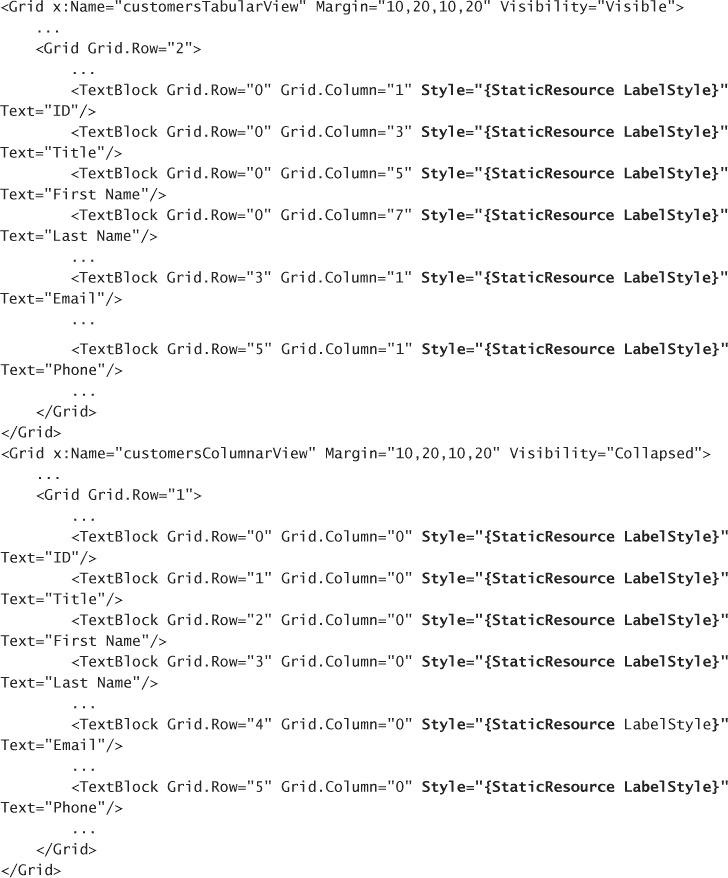 <Grid x:Name="customersTabularView" Margin="10,20,10,20" Visibility="Visible">
...
<Grid Grid.Row="2">
...
<TextBlock Grid.Row="0" Grid.Column="1" Style="{StaticResource LabelStyle}"
Text="ID"/>
<TextBlock Grid.Row="0" Grid.Column="3" Style="{StaticResource LabelStyle}"
Text="Title"/>
<TextBlock Grid.Row="0" Grid.Column="5" Style="{StaticResource LabelStyle}"
Text="First Name"/>
<TextBlock Grid.Row="0" Grid.Column="7" Style="{StaticResource LabelStyle}"
Text="Last Name"/>
...
<TextBlock Grid.Row="3" Grid.Column="1" Style="{StaticResource LabelStyle}"
Text="Email"/>
...
<TextBlock Grid.Row="5" Grid.Column="1" Style="{StaticResource LabelStyle}"
Text="Phone"/>
...
</Grid>
</Grid>
<Grid x:Name="customersColumnarView" Margin="10,20,10,20" Visibility="Collapsed">
...
<Grid Grid.Row="1">
...
<TextBlock Grid.Row="0" Grid.Column="0" Style="{StaticResource LabelStyle}"
Text="ID"/>
<TextBlock Grid.Row="1" Grid.Column="0" Style="{StaticResource LabelStyle}"
Text="Title"/>
<TextBlock Grid.Row="2" Grid.Column="0" Style="{StaticResource LabelStyle}"
Text="First Name"/>
<TextBlock Grid.Row="3" Grid.Column="0" Style="{StaticResource LabelStyle}"
Text="Last Name"/>
...
<TextBlock Grid.Row="4" Grid.Column="0" Style="{StaticResource LabelStyle}"
Text="Email"/>
...
<TextBlock Grid.Row="5" Grid.Column="0" Style="{StaticResource LabelStyle}"
Text="Phone"/>
...
</Grid>
</Grid>